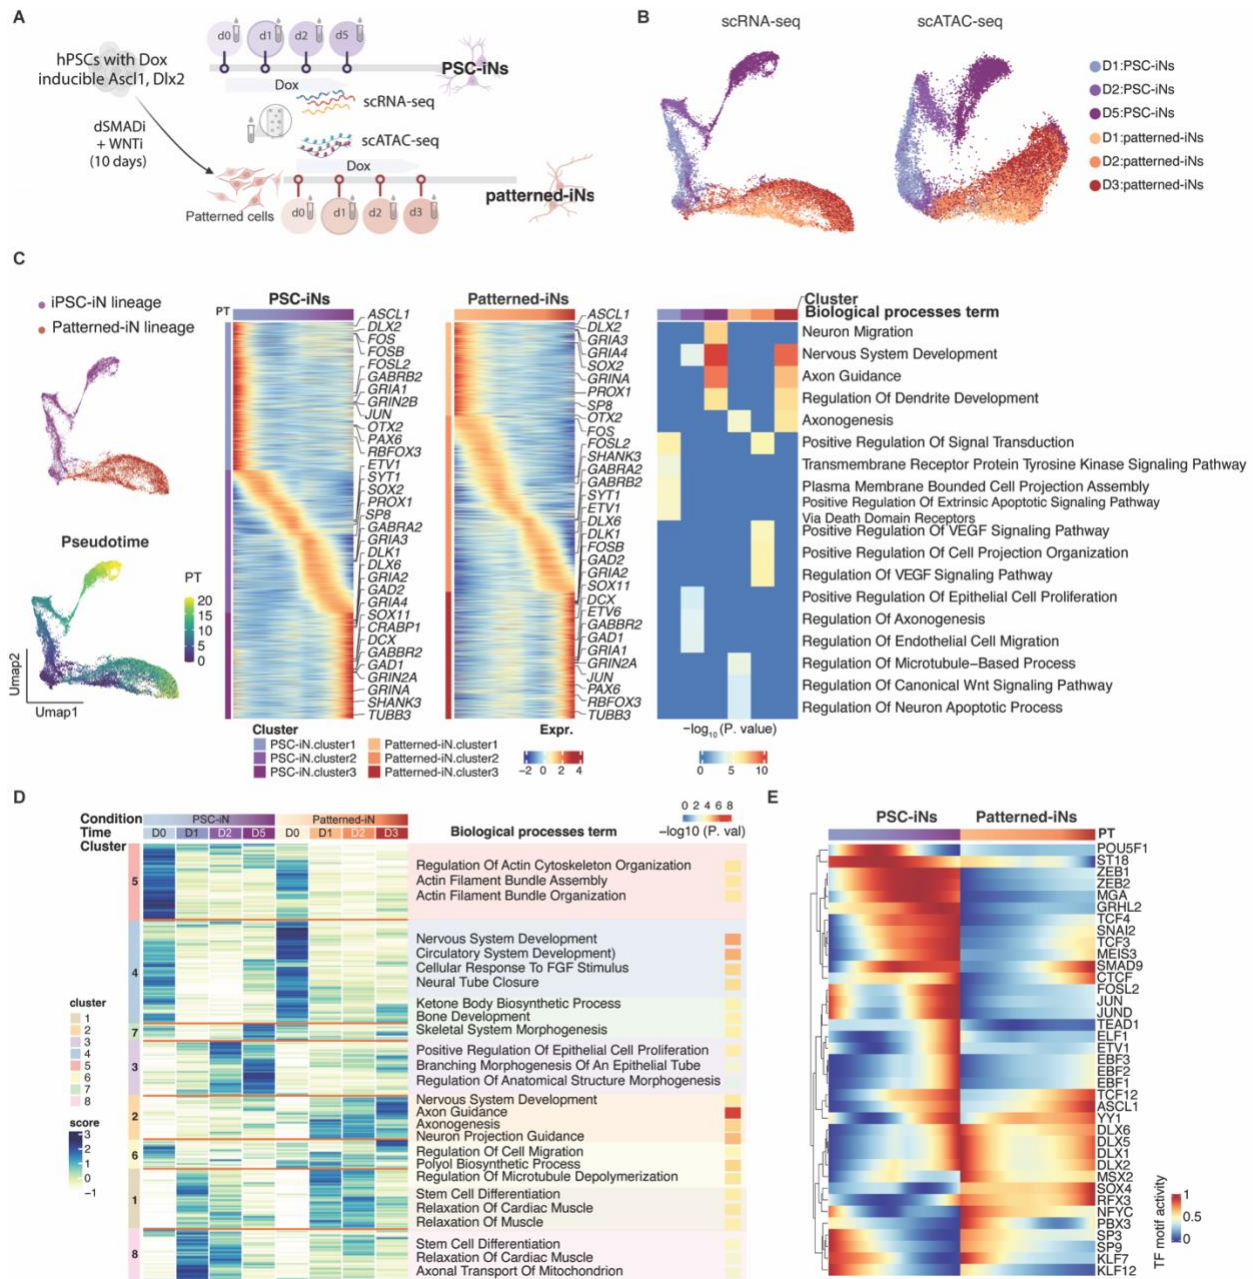 A
hPSCs with Dox
inducible Ascl1, Dlx2
d0
d1
d2
d5
PSC-iNs
Dox
scRNA-seq
scATAC-seq
dSMADi
+ WNTi
(10 days)
Dox
Patterned cells
patterned-iNs
d0
d1
d2
d3
B
scRNA-seq
scATAC-seq
D1:PSC-iNs
D2:PSC-iNs
D5:PSC-iNs
D1:patterned-iNs
D2:patterned-iNs
D3:patterned-iNs
C
iPSC-iN lineage
Patterned-iN lineage
Pseudotime
PT
20
15
10
5
0
Umap2
Umap1
PSC-iNs
PT
ASCL1
DLX2
FOS
FOSB
FOSL2
GABRB2
GRIA1
GRIN2B
JUN
OTX2
PAX6
RBFOX3
ETV1
SYT1
SOX2
PROX1
SP8
GABRA2
GRIA3
DLK1
DLX6
GRIA2
GAD2
GRIA4
SOX11
CRABP1
DCX
GABBR2
GAD1
GRIN2A
GRINA
SHANK3
TUBB3
Patterned-iNs
ASCL1
DLX2
GRIA3
GRIA4
SOX2
GRINA
PROX1
SP8
OTX2
FOS
FOSL2
SHANK3
GABRA2
GABRB2
SYT1
ETV1
DLX6
DLK1
FOSB
GAD2
GRIA2
SOX11
DCX
ETV6
GABBR2
GAD1
GRIA1
GRIN2A
JUN
PAX6
RBFOX3
TUBB3
Cluster
Biological processes term
Neuron Migration
Nervous System Development
Axon Guidance
Regulation Of Dendrite Development
Axonogenesis
Positive Regulation Of Signal Transduction
Transmembrane Receptor Protein Tyrosine Kinase Signaling Pathway
Plasma Membrane Bounded Cell Projection Assembly
Positive Regulation Of Extrinsic Apoptotic Signaling Pathway
Via Death Domain Receptors
Positive Regulation Of VEGF Signaling Pathway
Positive Regulation Of Cell Projection Organization
Regulation Of VEGF Signaling Pathway
Positive Regulation Of Epithelial Cell Proliferation
Regulation Of Axonogenesis
Regulation Of Endothelial Cell Migration
Regulation Of Microtubule−Based Process
Regulation Of Canonical Wnt Signaling Pathway
Regulation Of Neuron Apoptotic Process
Cluster
PSC-iN.cluster1
PSC-iN.cluster2
PSC-iN.cluster3
Patterned-iN.cluster1
Patterned-iN.cluster2
Patterned-iN.cluster3
Expr.
−2 0 2 4
−log10 (P. value)
0 5 10
D
Condition
PSC-iN
Patterned-iN
Time
D0 D1 D2 D5 D0 D1 D2 D3
Cluster
Biological processes term
0 2 4 6 8
−log10 (P. val)
5
Regulation Of Actin Cytoskeleton Organization
Actin Filament Bundle Assembly
Actin Filament Bundle Organization
4
Nervous System Development
Circulatory System Development)
Cellular Response To FGF Stimulus
Neural Tube Closure
Ketone Body Biosynthetic Process
Bone Development
7
Skeletal System Morphogenesis
3
Positive Regulation Of Epithelial Cell Proliferation
Branching Morphogenesis Of An Epithelial Tube
Regulation Of Anatomical Structure Morphogenesis
2
Nervous System Development
Axon Guidance
Axonogenesis
Neuron Projection Guidance
6
Regulation Of Cell Migration
Polyol Biosynthetic Process
Regulation Of Microtubule Depolymerization
1
Stem Cell Differentiation
Relaxation Of Cardiac Muscle
Relaxation Of Muscle
8
Stem Cell Differentiation
Relaxation Of Cardiac Muscle
Axonal Transport Of Mitochondrion
cluster
1
2
3
4
5
6
7
8
score
3
2
1
0
−1
E
PSC-iNs
Patterned-iNs
PT
POU5F1
ST18
ZEB1
ZEB2
MGA
GRHL2
TCF4
SNAI2
TCF3
MEIS3
SMAD9
CTCF
FOSL2
JUN
JUND
TEAD1
ELF1
ETV1
EBF3
EBF2
EBF1
TCF12
ASCL1
YY1
DLX6
DLX5
DLX1
DLX2
MSX2
SOX4
RFX3
NFYC
PBX3
SP3
SP9
KLF7
KLF12
TF motif activity
1
0.5
0